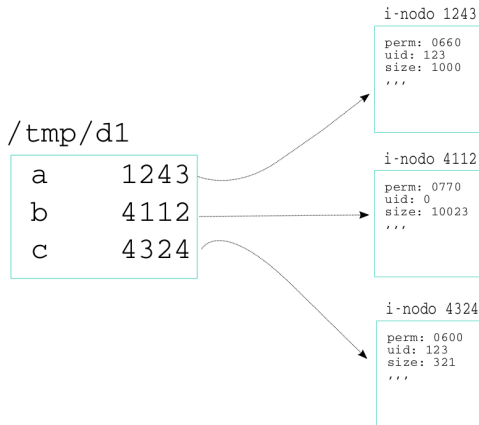 /tmp/d1
a 1243
b 4112
c 4324
i-nodo 1243
perm: 0660
uid: 123
size: 1000
,,,
i-nodo 4112
perm: 0770
uid: 0
size: 10023
,,,
i-nodo 4324
perm: 0600
uid: 123
size: 321
,,,